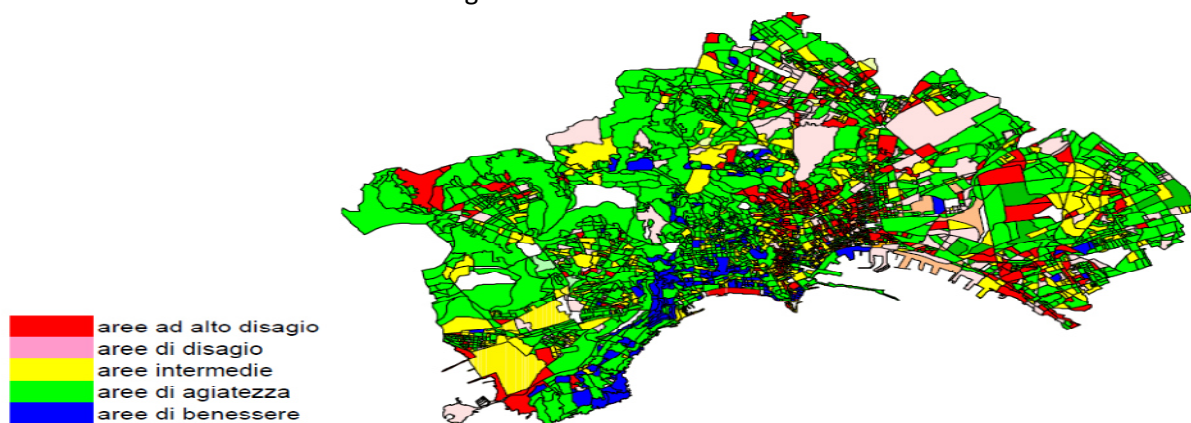 aree ad alto disagio
aree di disagio
aree intermedie
aree di agiatezza
aree di benessere